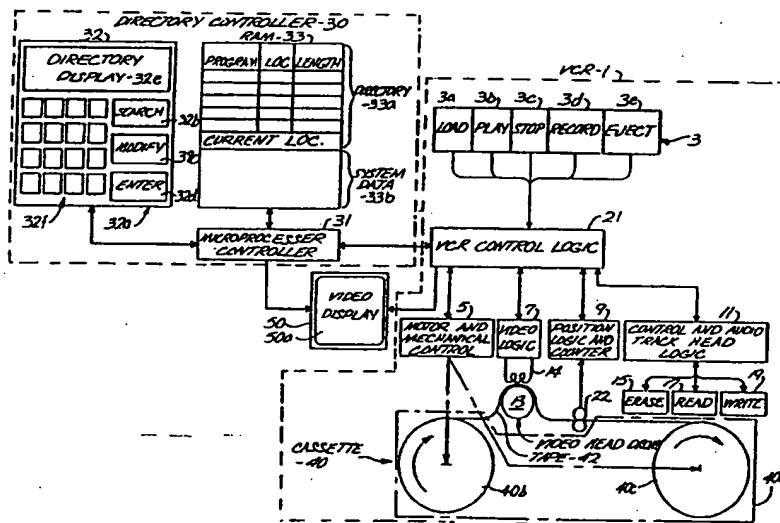 DIRECTORY CONTROLLER-30
32
RAM-33
DIRECTORY
DISPLAY-32e
PROGRAM LOC LENGTH
DIRECTORY
-33a
SEARCH
32b
MODIFY
32c
ENTER
32d
CURRENT LOC.
SYSTEM
DATA-33b
32f
32a
31
MICROPROCESSER
CONTROLLER
VCR-1
3a 3b 3c 3d 3e
LOAD PLAY STOP RECORD EJECT
3
21
VCR CONTROL LOGIC
VIDEO
DISPLAY
50
50a
5
MOTOR AND
MECHANICAL
CONTROL
7
VIDEO
LOGIC
9
POSITION
LOGIC AND
COUNTER
11
CONTROL AND AUDIO
TRACK HEAD
LOGIC
14
13
22
15
ERASE
17
READ
19
WRITE
VIDEO HEAD DRUM
TAPE-42
CASSETTE
-40
40b
40c